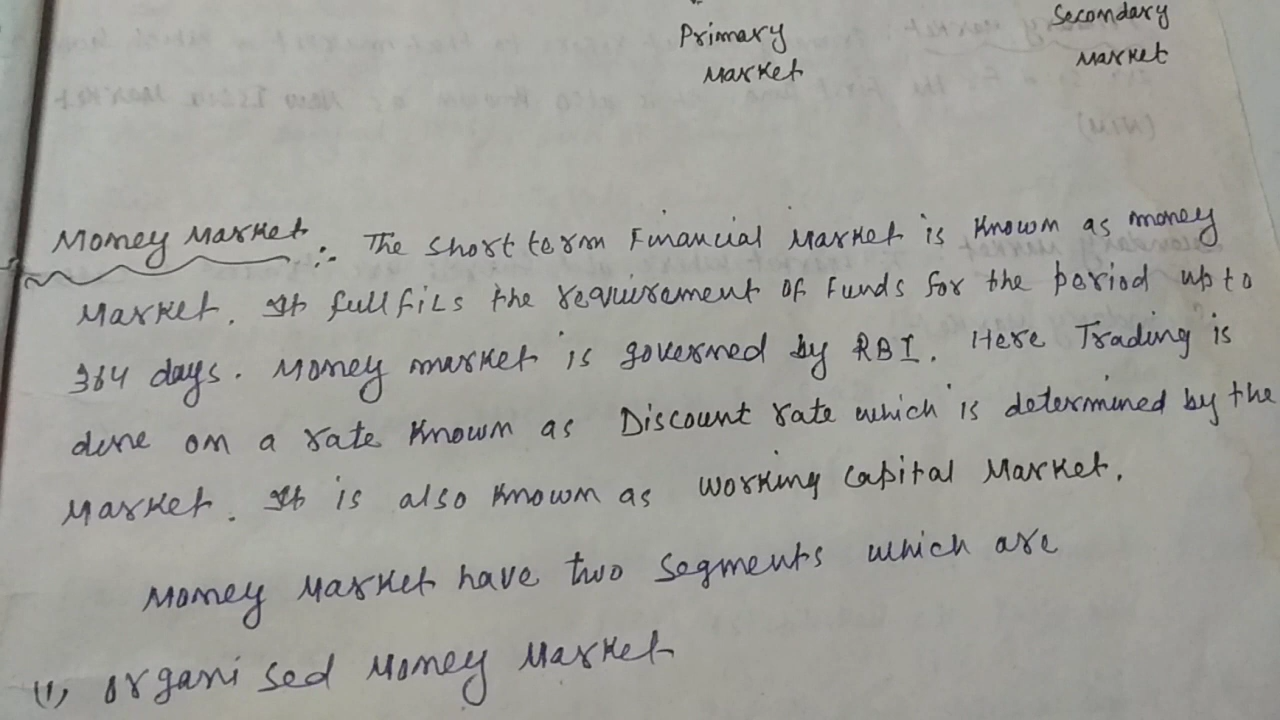 Primary
Market
Secondary
Market
Money Market :- The short term Financial Market is known as money
Market. It fullfils the requirement of Funds for the period up to
364 days. Money market is governed by RBI. Here Trading is
done on a rate known as Discount rate which is determined by the
Market. It is also known as working capital Market.
Money Market have two segments which are
(1) organised Money Market